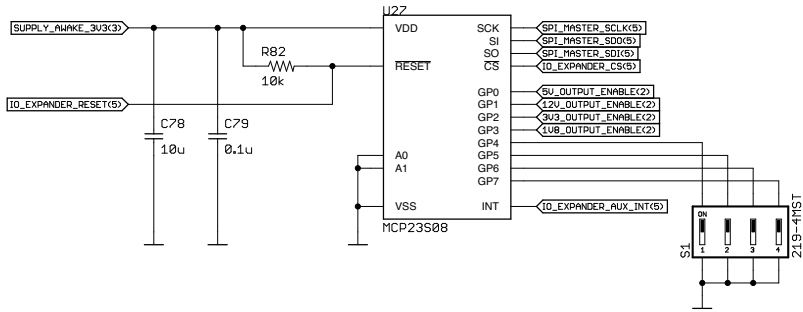 U27
SUPPLY_AWAKE_3V3(3)
VDD
SCK
SPI_MASTER_SCLK(5)
SI
SPI_MASTER_SDO(5)
R82
SO
SPI_MASTER_SDI(5)
RESET
CS
IO_EXPANDER_CS(5)
10k
GP0
5V_OUTPUT_ENABLE(2)
IO_EXPANDER_RESET(5)
GP1
12V_OUTPUT_ENABLE(2)
GP2
3V3_OUTPUT_ENABLE(2)
C78
C79
GP3
1V8_OUTPUT_ENABLE(2)
GP4
10u
0.1u
A0
GP5
A1
GP6
GP7
VSS
INT
IO_EXPANDER_AUX_INT(5)
MCP23S08
ON
1 2 3 4
S1
219-4MST